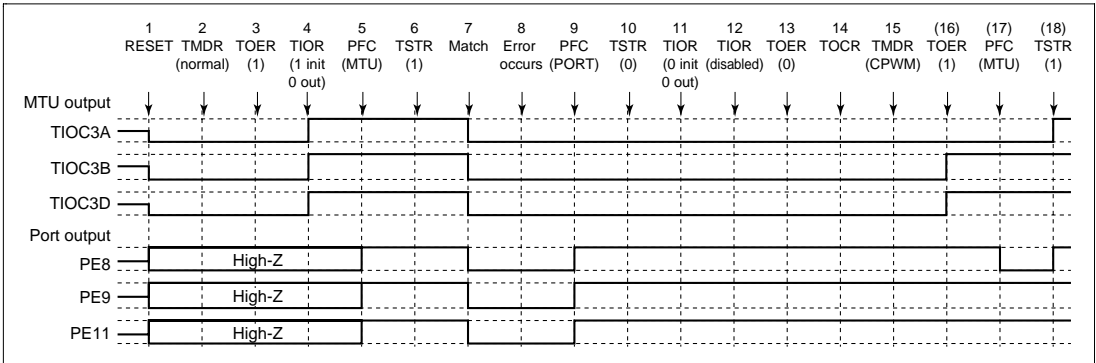 1 2 3 4 5 6 7 8 9 10 11 12 13 14 15 (16) (17) (18)
RESET TMDR TOER TIOR PFC TSTR Match Error PFC TSTR TIOR TIOR TOER TOCR TMDR TOER PFC TSTR
(normal) (1) (1 init (MTU) (1) occurs (PORT) (0) (0 init (disabled) (0) (CPWM) (1) (MTU) (1)
0 out) 0 out)
MTU output
TIOC3A
TIOC3B
TIOC3D
Port output
PE8 High-Z
PE9 High-Z
PE11 High-Z